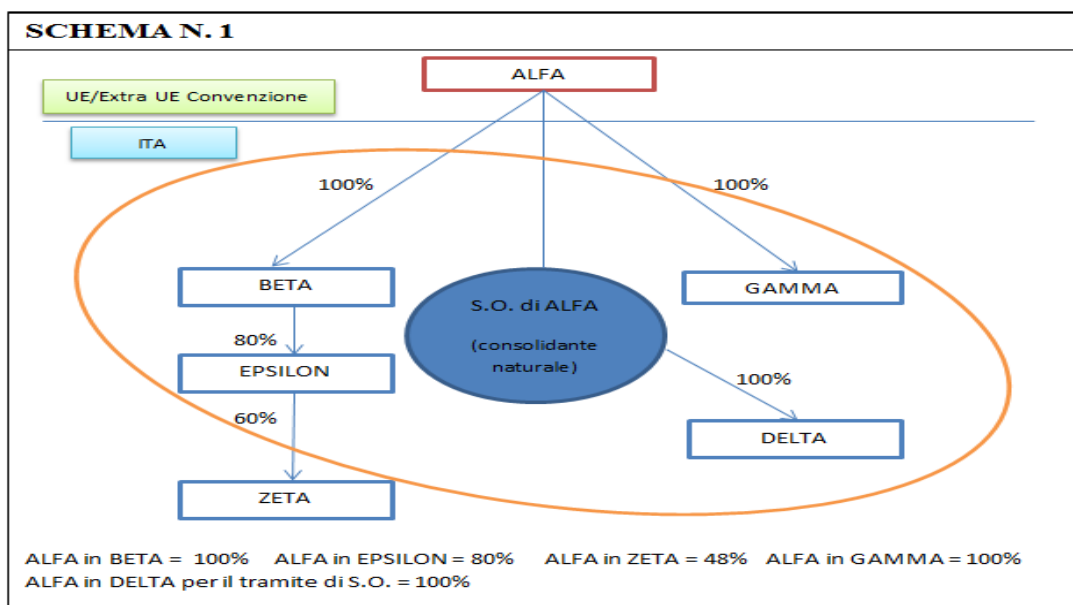 SCHEMA N. 1
ALFA
UE/Extra UE Convenzione
ITA
100%
100%
BETA
S.O. di ALFA
(consolidante
naturale)
GAMMA
80%
EPSILON
100%
60%
DELTA
ZETA
ALFA in BETA = 100% ALFA in EPSILON = 80% ALFA in ZETA = 48% ALFA in GAMMA = 100%
ALFA in DELTA per il tramite di S.O. = 100%